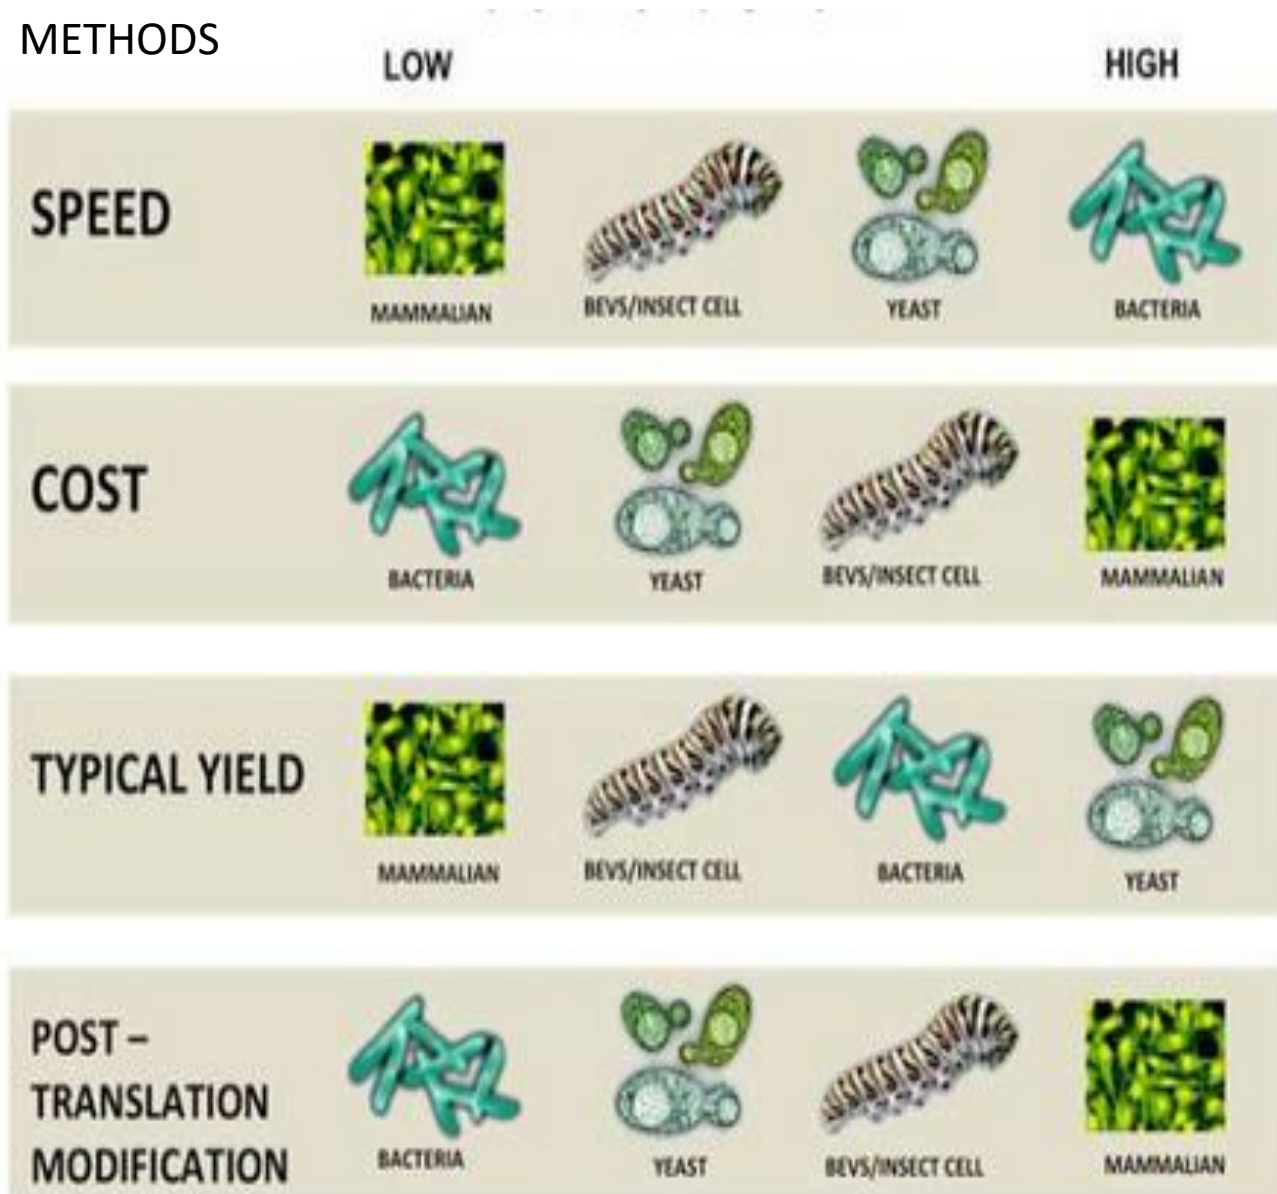 METHODS
LOW HIGH
SPEED
MAMMALIAN BEVS/INSECT CELL YEAST BACTERIA
COST
BACTERIA YEAST BEVS/INSECT CELL MAMMALIAN
TYPICAL YIELD
MAMMALIAN BEVS/INSECT CELL BACTERIA YEAST
POST –
TRANSLATION
MODIFICATION
BACTERIA YEAST BEVS/INSECT CELL MAMMALIAN